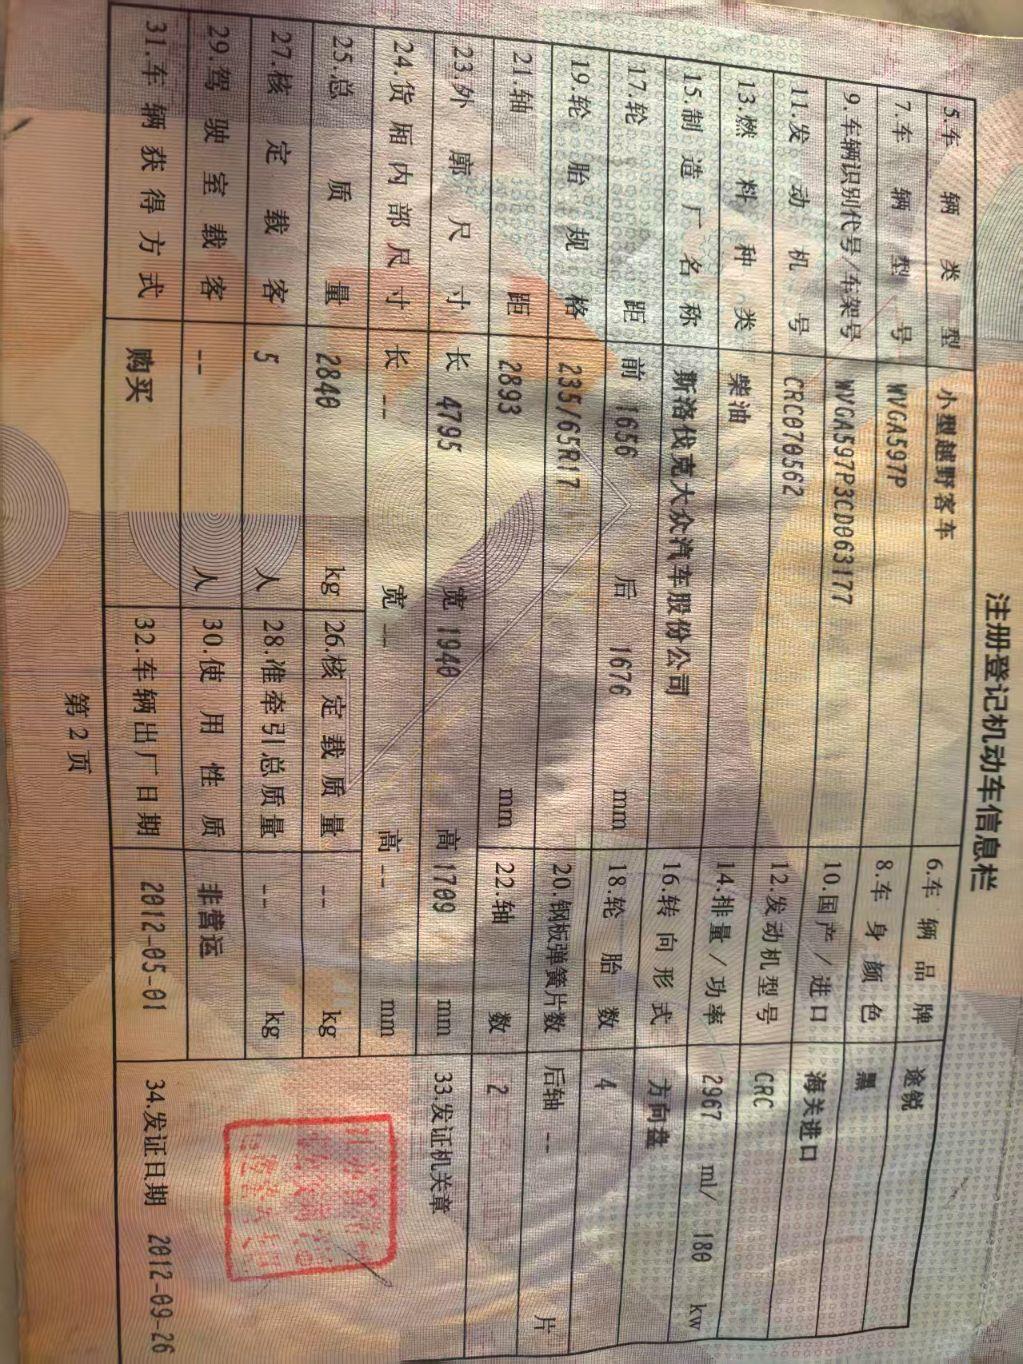 注册登记机动车信息栏
5.车辆类型 小型越野客车 6.车辆品牌 途锐
7.车辆型号 WVGA597P 8.车身颜色 黑
9.车辆识别代号/车架号 WVGA597P3CD063177 10.国产/进口 海关进口
11.发动机号 CRC070562 12.发动机型号 CRC
13.燃料种类 柴油 14.排量/功率 2967 ml/ 180 kw
15.制造厂名称 斯洛伐克大众汽车股份公司 16.转向形式 方向盘
17.轮距 前 1656 后 1676 mm 18.轮胎数 4
19.轮胎规格 235/65R17 20.钢板弹簧片数 后轴 -- 片
21.轴距 2893 mm 22.轴数 2
23.外廓尺寸 长 4795 宽 1940 高 1709 mm 33.发证机关章
24.货厢内部尺寸 长 -- 宽 -- 高 -- mm
25.总质量 2840 kg 26.核定载质量 -- kg
27.核定载客 5 人 28.准牵引总质量 -- kg
29.驾驶室载客 -- 人 30.使用性质 非营运
31.车辆获得方式 购买 32.车辆出厂日期 2012-05-01 34.发证日期 2012-09-26
第2页